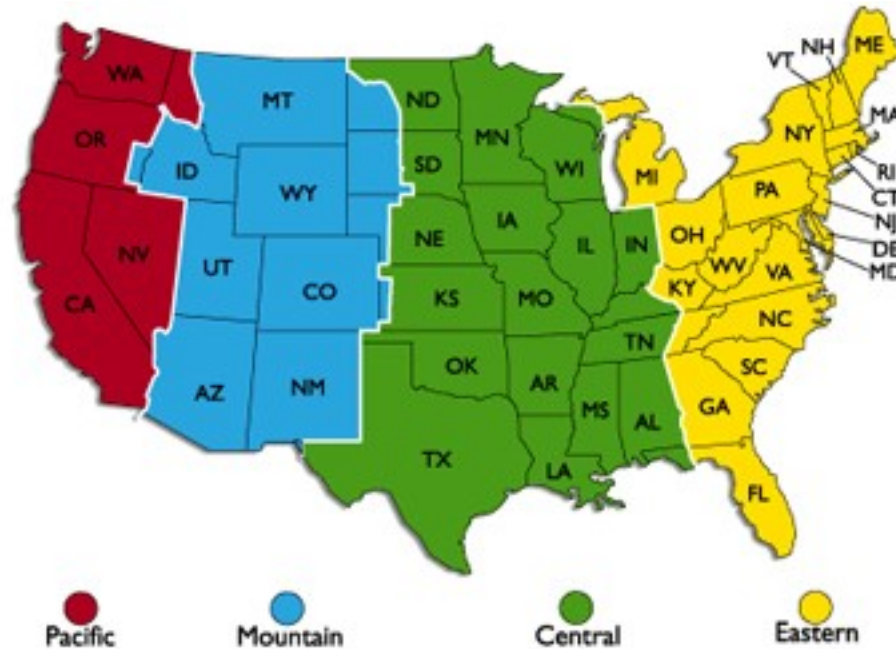 ME
NH
VT
WA
MT
ND
MA
MN
OR
NY
ID
SD
WI
RI
MI
CT
WY
PA
NJ
IA
DE
OH
NE
IL
IN
NV
WV
MD
UT
VA
CO
KY
CA
KS
MO
NC
TN
OK
SC
AR
AZ
NM
GA
MS
AL
TX
LA
FL
Pacific
Mountain
Central
Eastern